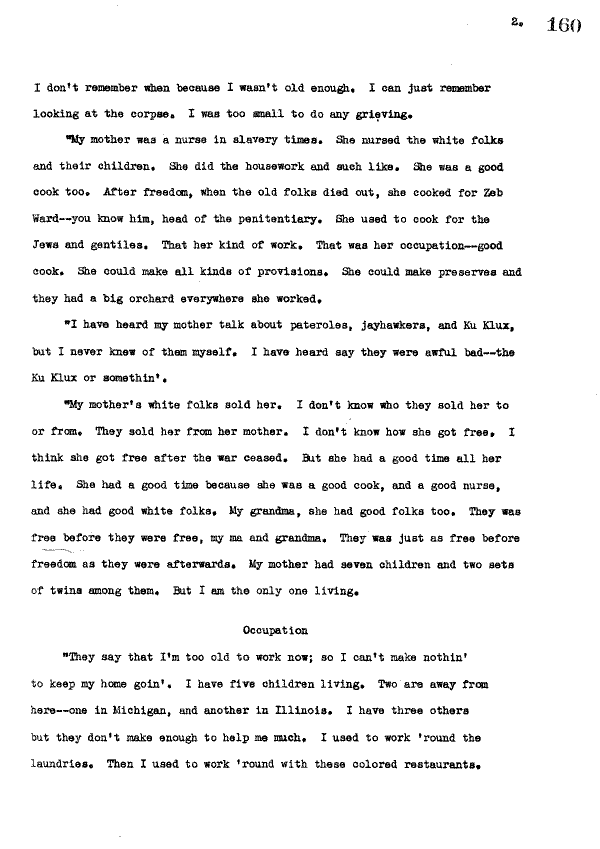 2. 160
I don't remember when because I wasn't old enough. I can just remember
looking at the corpse. I was too small to do any grieving.
"My mother was a nurse in slavery times. She nursed the white folks
and their children. She did the housework and such like. She was a good
cook too. After freedom, when the old folks died out, she cooked for Zeb
Ward--you know him, head of the penitentiary. She used to cook for the
Jews and gentiles. That her kind of work. That was her occupation--good
cook. She could make all kinds of provisions. She could make preserves and
they had a big orchard everywhere she worked.
"I have heard my mother talk about pateroles, jayhawkers, and Ku Klux,
but I never knew of them myself. I have heard say they were awful bad--the
Ku Klux or somethin'.
"My mother's white folks sold her. I don't know who they sold her to
or from. They sold her from her mother. I don't know how she got free. I
think she got free after the war ceased. But she had a good time all her
life. She had a good time because she was a good cook, and a good nurse,
and she had good white folks. My grandma, she had good folks too. They was
free before they were free, my ma and grandma. They was just as free before
freedom as they were afterwards. My mother had seven children and two sets
of twins among them. But I am the only one living.
Occupation
"They say that I'm too old to work now; so I can't make nothin'
to keep my home goin'. I have five children living. Two are away from
here--one in Michigan, and another in Illinois. I have three others
but they don't make enough to help me much. I used to work 'round the
laundries. Then I used to work 'round with these colored restaurants.